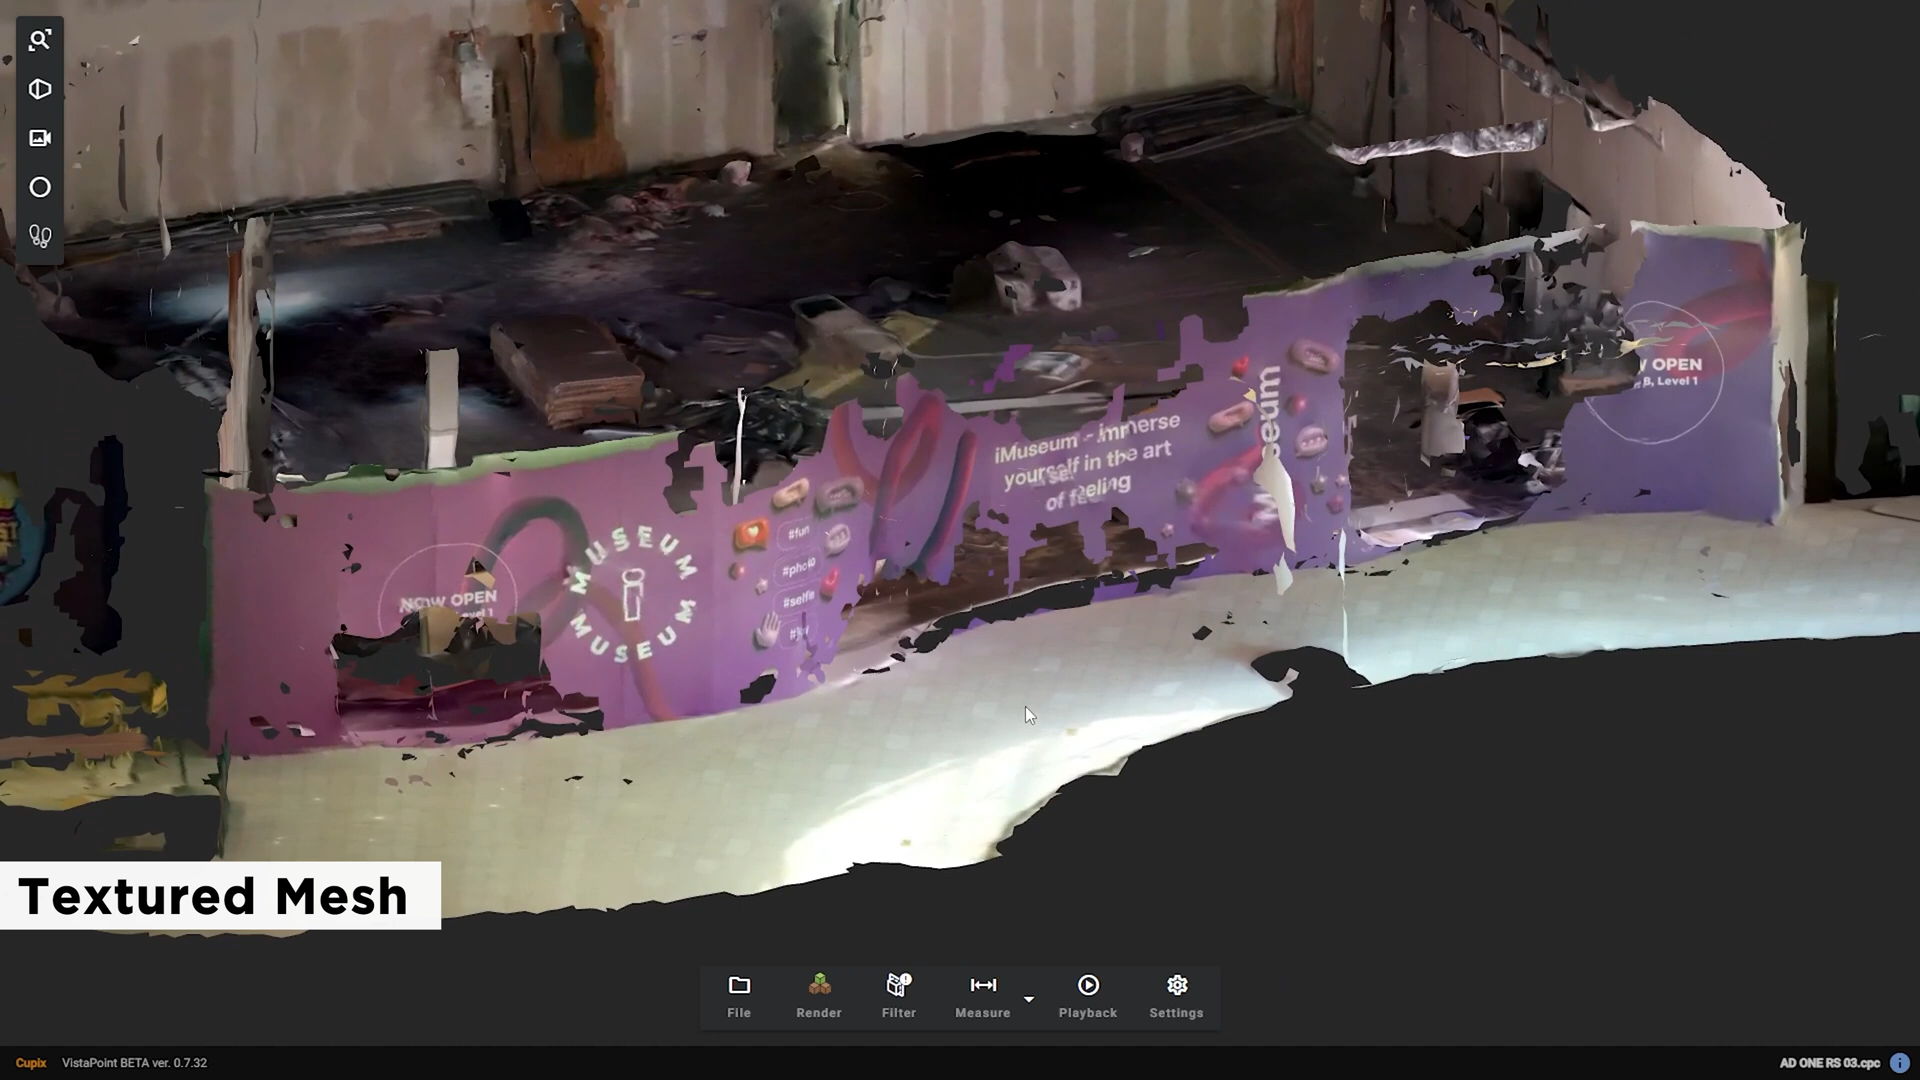 NOW OPEN
MUSEUM
i
MUSEUM
#fun
#photo
#selfie
iMuseum - immerse
yourself in the art
of feeling
OPEN
B, Level 1
Textured Mesh
File
Render
Filter
Measure
Playback
Settings
Cupix
VistaPoint BETA ver. 0.7.32
AD ONE RS 03.cpc